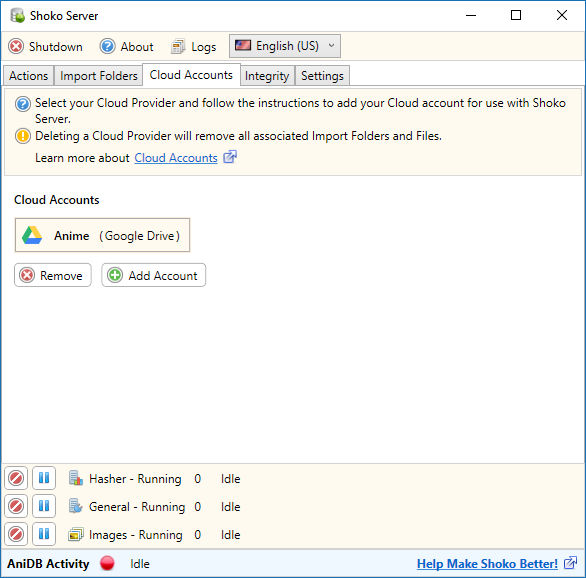 Shoko Server
Shutdown About Logs English (US)
Actions Import Folders Cloud Accounts Integrity Settings
Select your Cloud Provider and follow the instructions to add your Cloud account for use with Shoko
Server.
Deleting a Cloud Provider will remove all associated Import Folders and Files.
Learn more about Cloud Accounts
Cloud Accounts
Anime (Google Drive)
Remove Add Account
Hasher - Running 0 Idle
General - Running 0 Idle
Images - Running 0 Idle
AniDB Activity Idle Help Make Shoko Better!